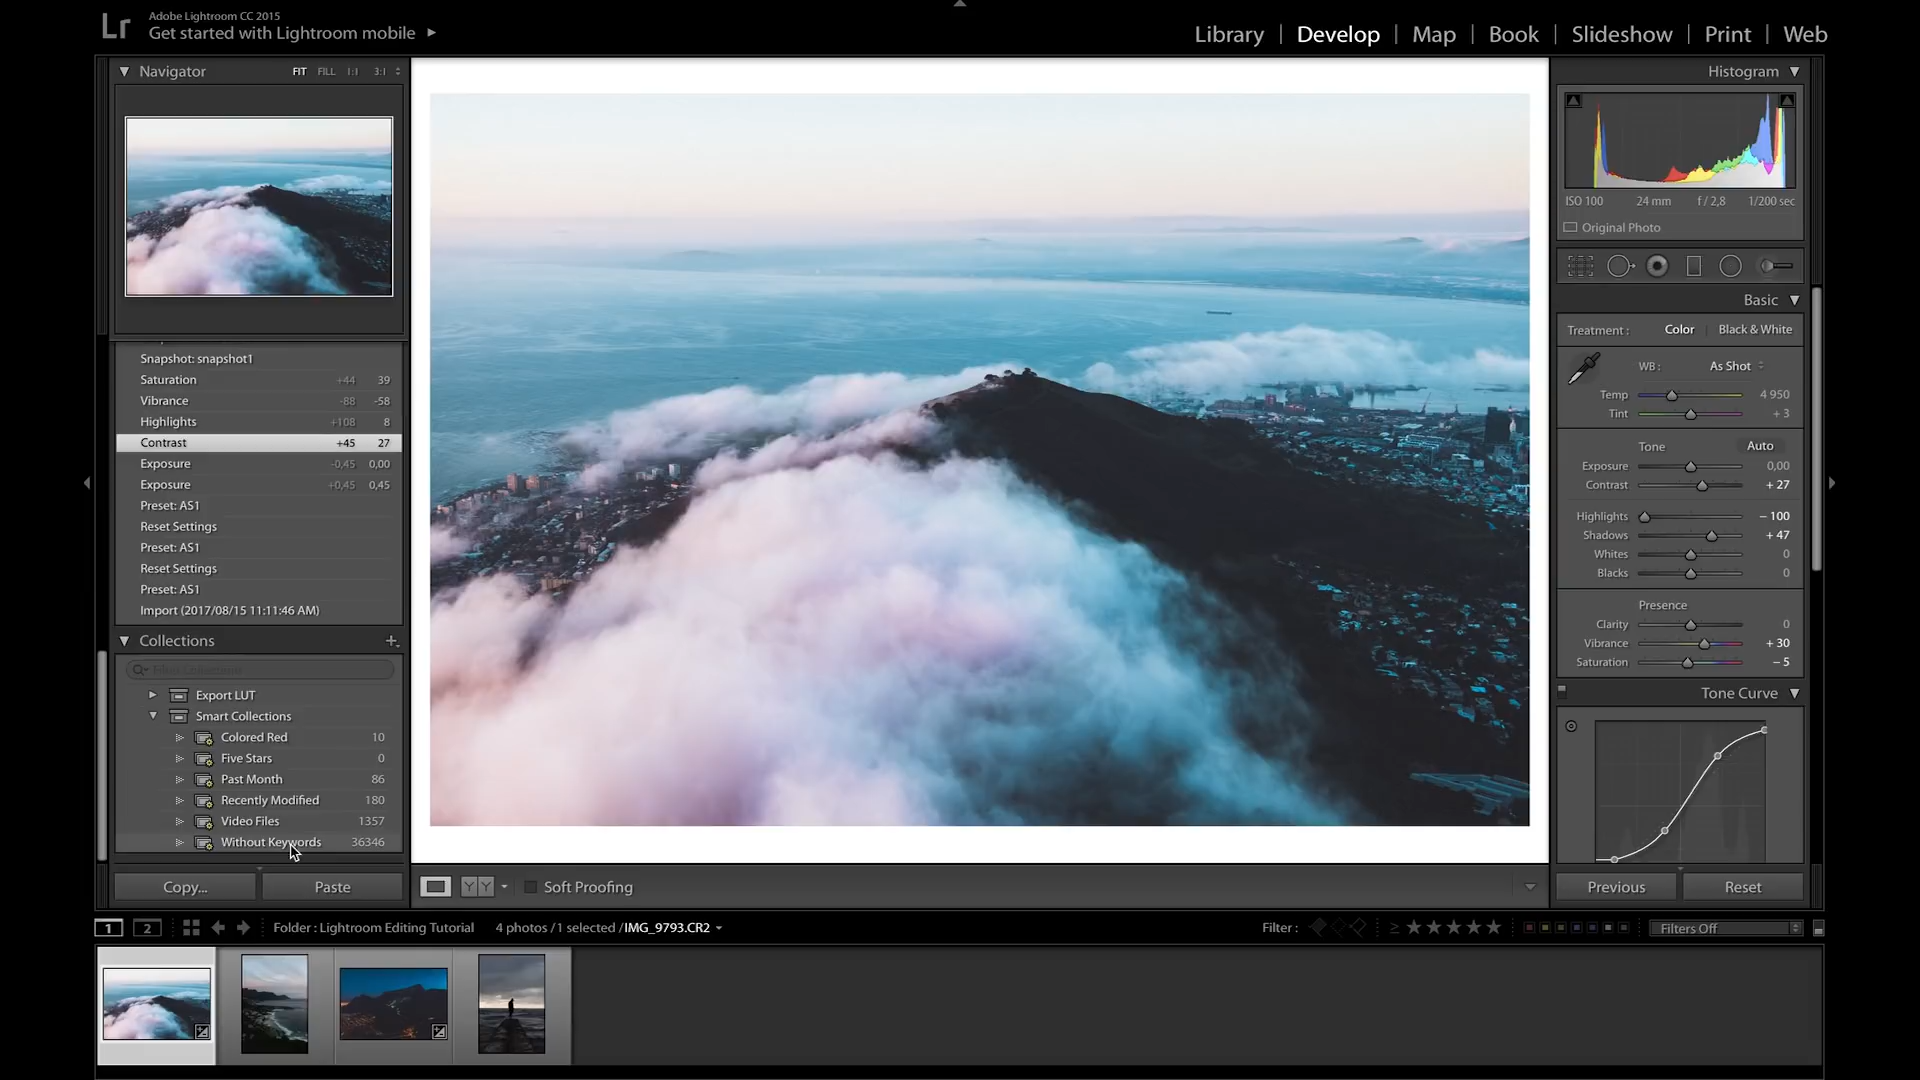 Lr
Adobe Lightroom CC 2015
Get started with Lightroom mobile
Library | Develop | Map | Book | Slideshow | Print | Web
Navigator FIT FILL 1:1 3:1
Snapshot: snapshot1
Saturation +44 39
Vibrance -88 -58
Highlights +108 8
Contrast +45 27
Exposure -0,45 0,00
Exposure +0,45 0,45
Preset: AS1
Reset Settings
Preset: AS1
Reset Settings
Preset: AS1
Import (2017/08/15 11:11:46 AM)
Collections
Filter Collections
Export LUT
Smart Collections
Colored Red 10
Five Stars 0
Past Month 86
Recently Modified 180
Video Files 1357
Without Keywords 36346
Copy... Paste
Y Y Soft Proofing
Histogram
ISO 100 24 mm f / 2,8 1/200 sec
Original Photo
Basic
Treatment : Color Black & White
WB : As Shot
Temp 4 950
Tint + 3
Tone Auto
Exposure 0,00
Contrast + 27
Highlights − 100
Shadows + 47
Whites 0
Blacks 0
Presence
Clarity 0
Vibrance + 30
Saturation − 5
Tone Curve
Previous Reset
1 2 Folder : Lightroom Editing Tutorial 4 photos /1 selected /IMG_9793.CR2 Filter : ≥ Filters Off